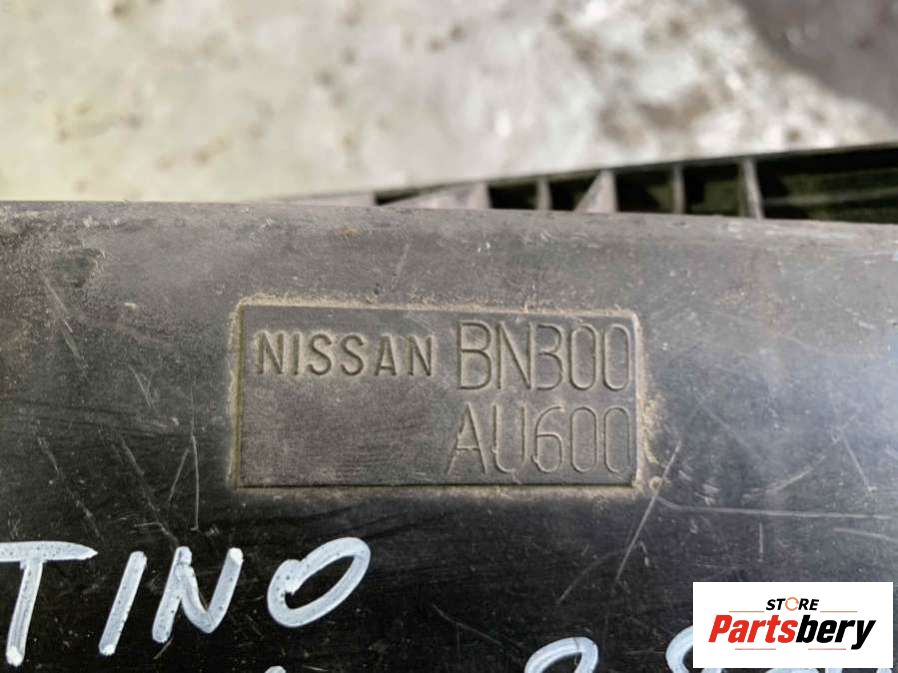 NISSAN BN300
AU600
TINO
STORE
Partsbery